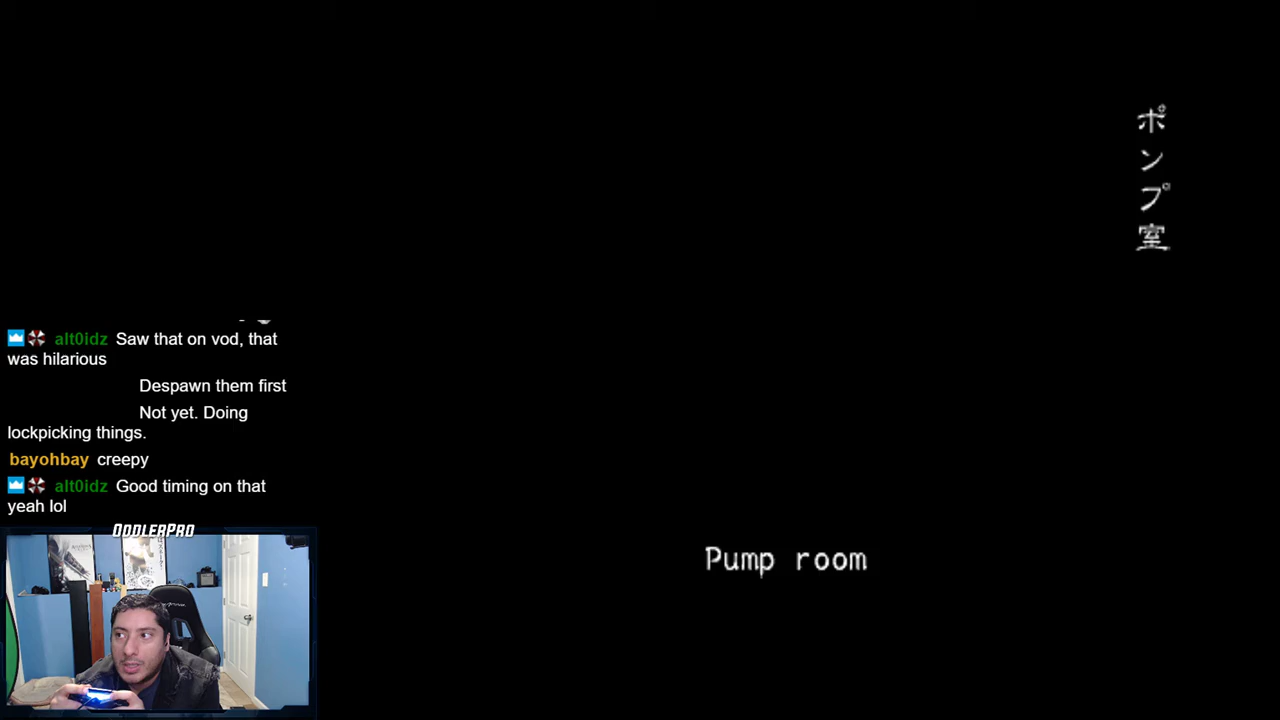 ポンプ室
alt0idz Saw that on vod, that
was hilarious
Despawn them first
Not yet. Doing
lockpicking things.
bayohbay creepy
alt0idz Good timing on that
yeah lol
OddlerPro
Pump room